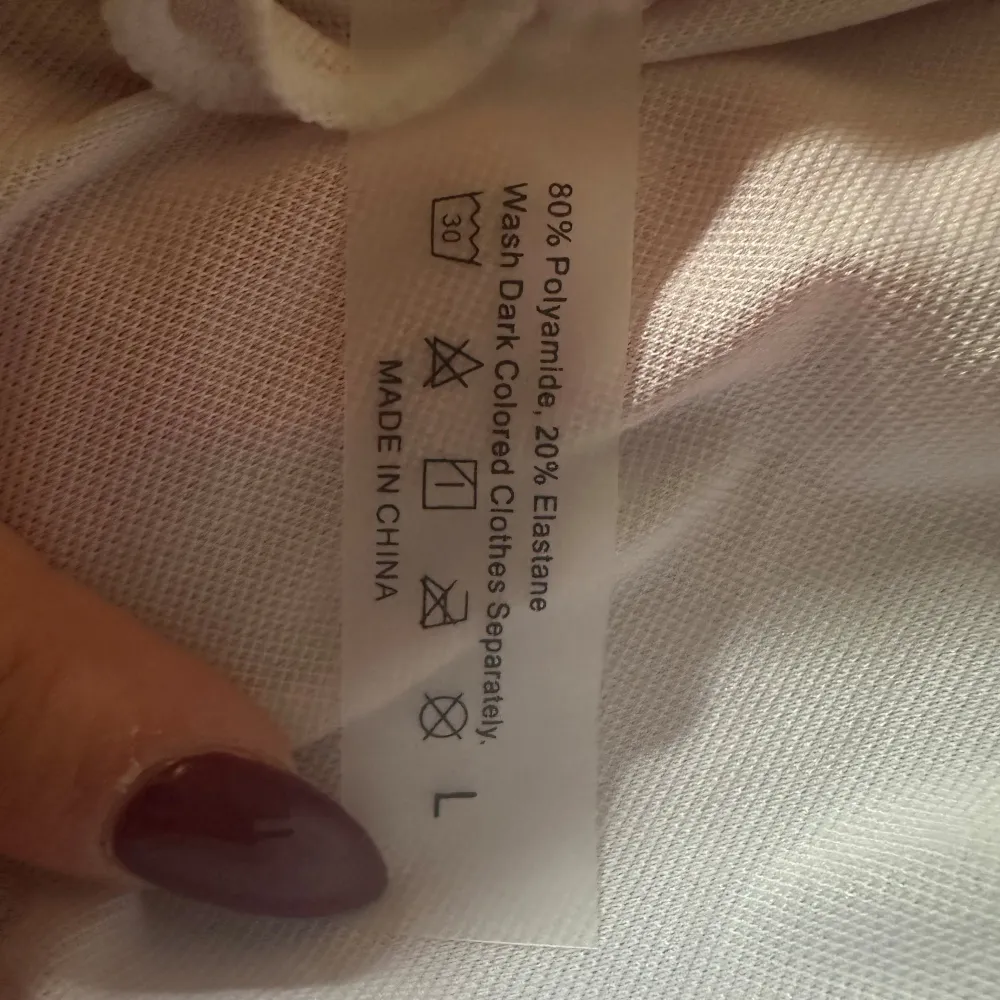 80% Polyamide, 20% Elastane
Wash Dark Colored Clothes Separately.
30
L
MADE IN CHINA